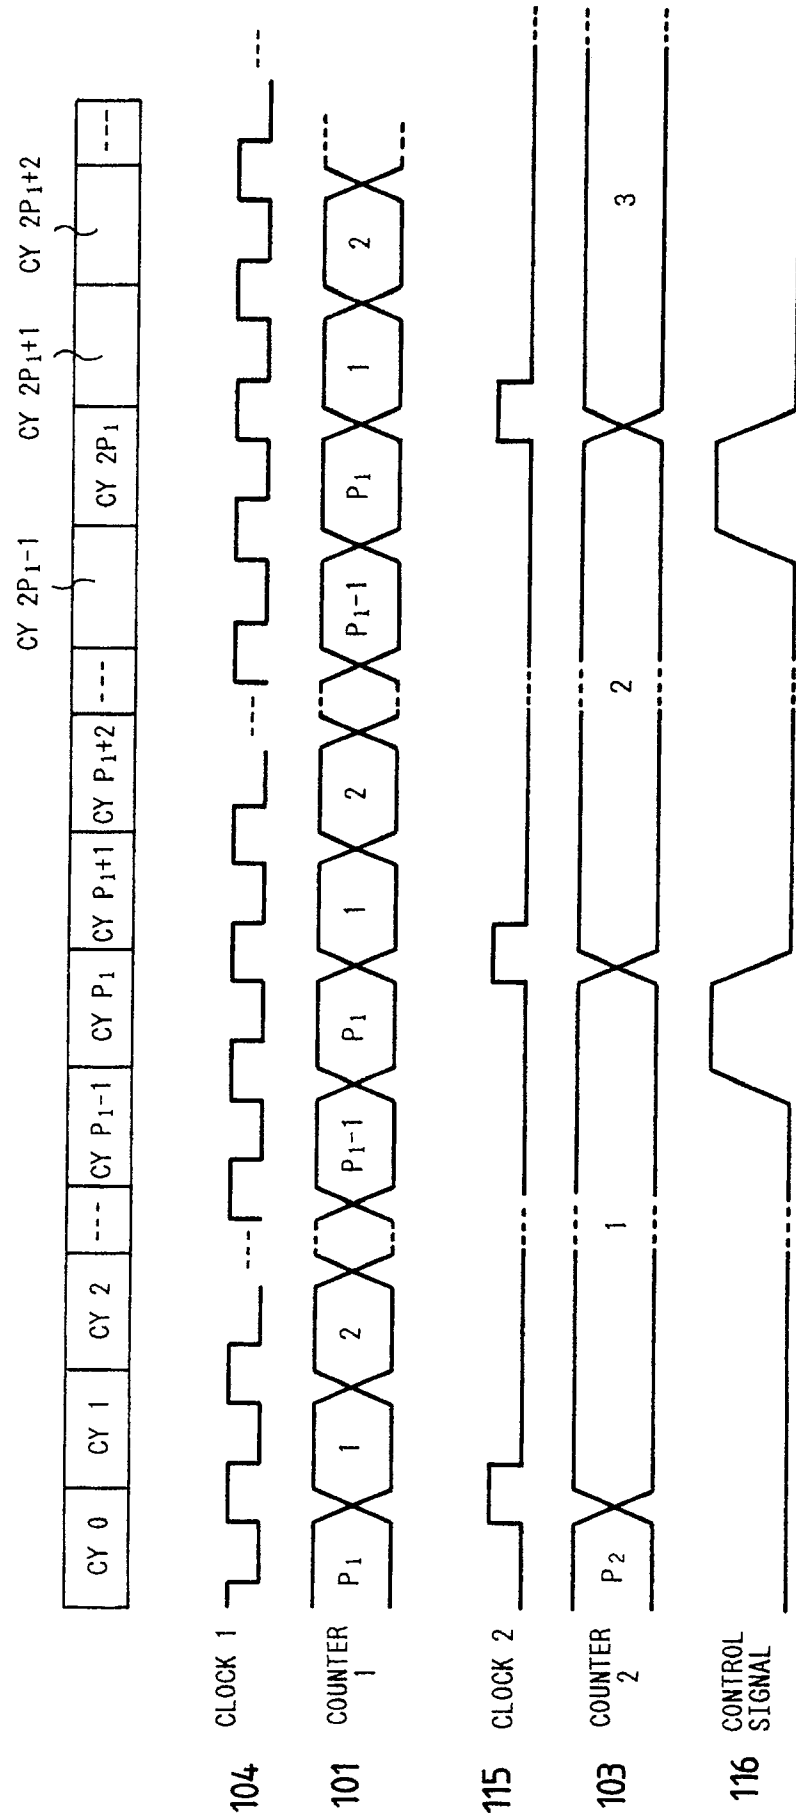 CY 2P1-1
CY 2P1+1
CY 2P1+2
CY 0
CY 1
CY 2
---
CY P1-1
CY P1
CY P1+1
CY P1+2
---
CY 2P1
---
104
CLOCK 1
---
---
---
101
COUNTER
1
P1
1
2
P1-1
P1
1
2
P1-1
P1
1
2
115
CLOCK 2
103
COUNTER
2
P2
1
2
3
116
CONTROL
SIGNAL